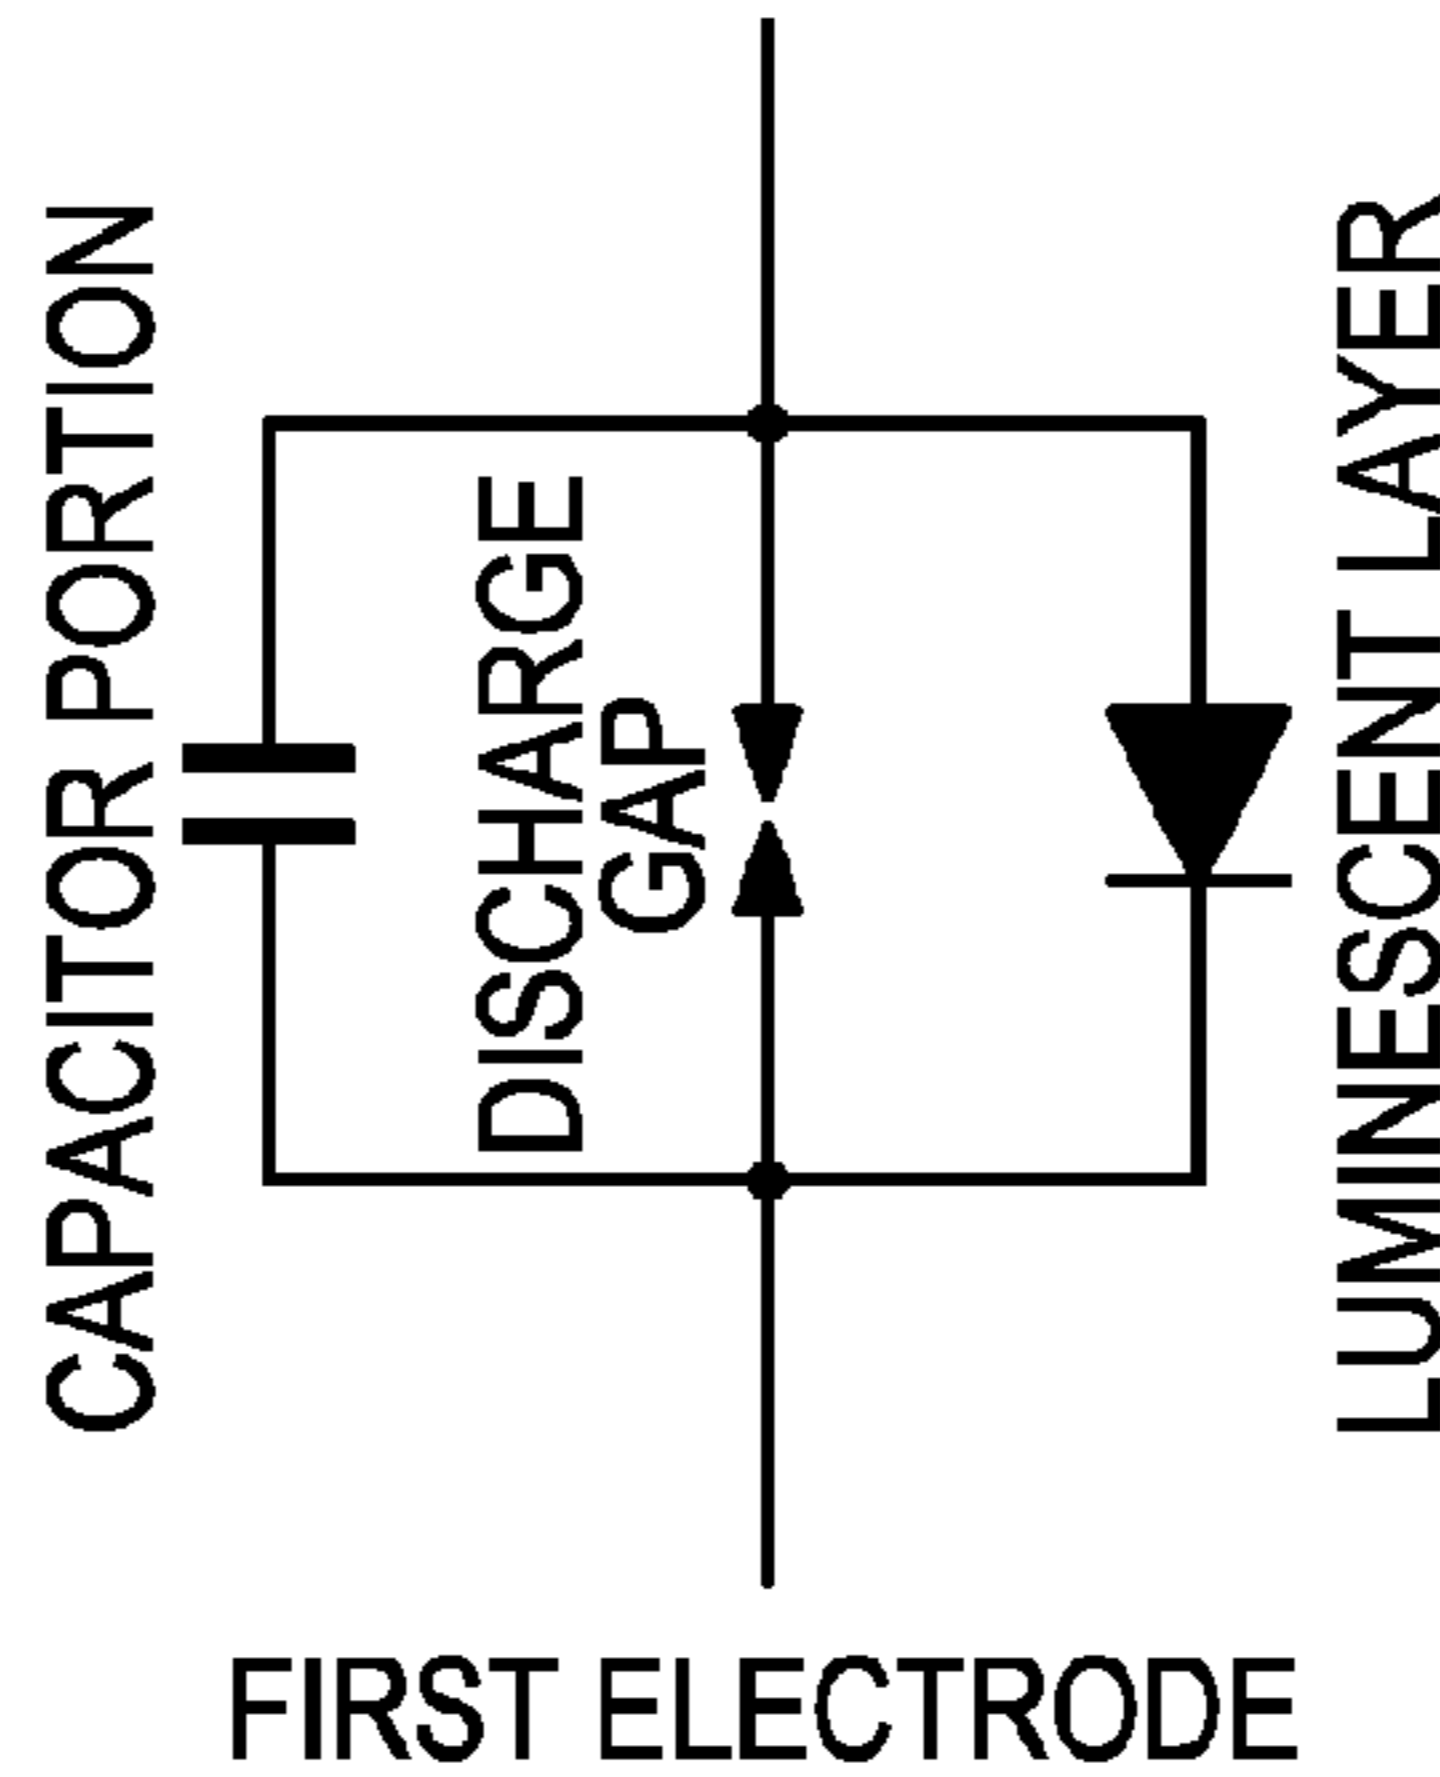 CAPACITOR PORTION
DISCHARGE
GAP
LUMINESCENT LAYER
FIRST ELECTRODE